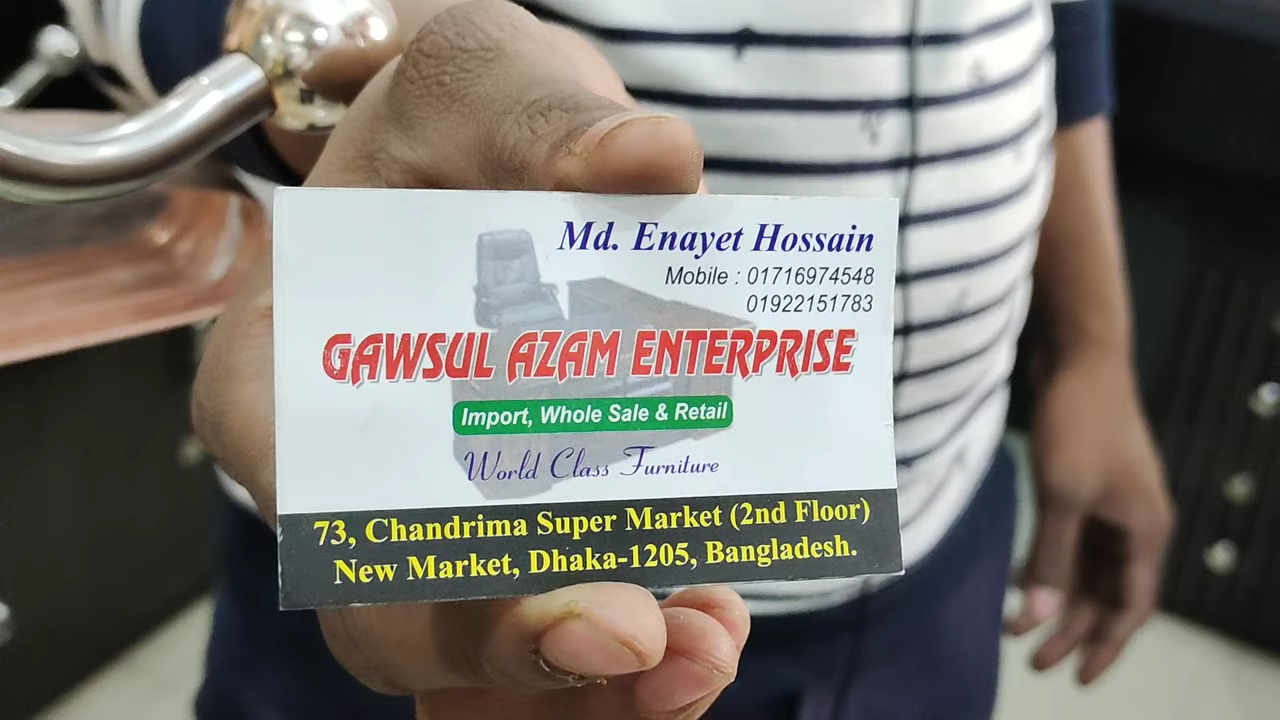 Md. Enayet Hossain
Mobile : 01716974548
01922151783
GAWSUL AZAM ENTERPRISE
Import, Whole Sale & Retail
World Class Furniture
73, Chandrima Super Market (2nd Floor)
New Market, Dhaka-1205, Bangladesh.